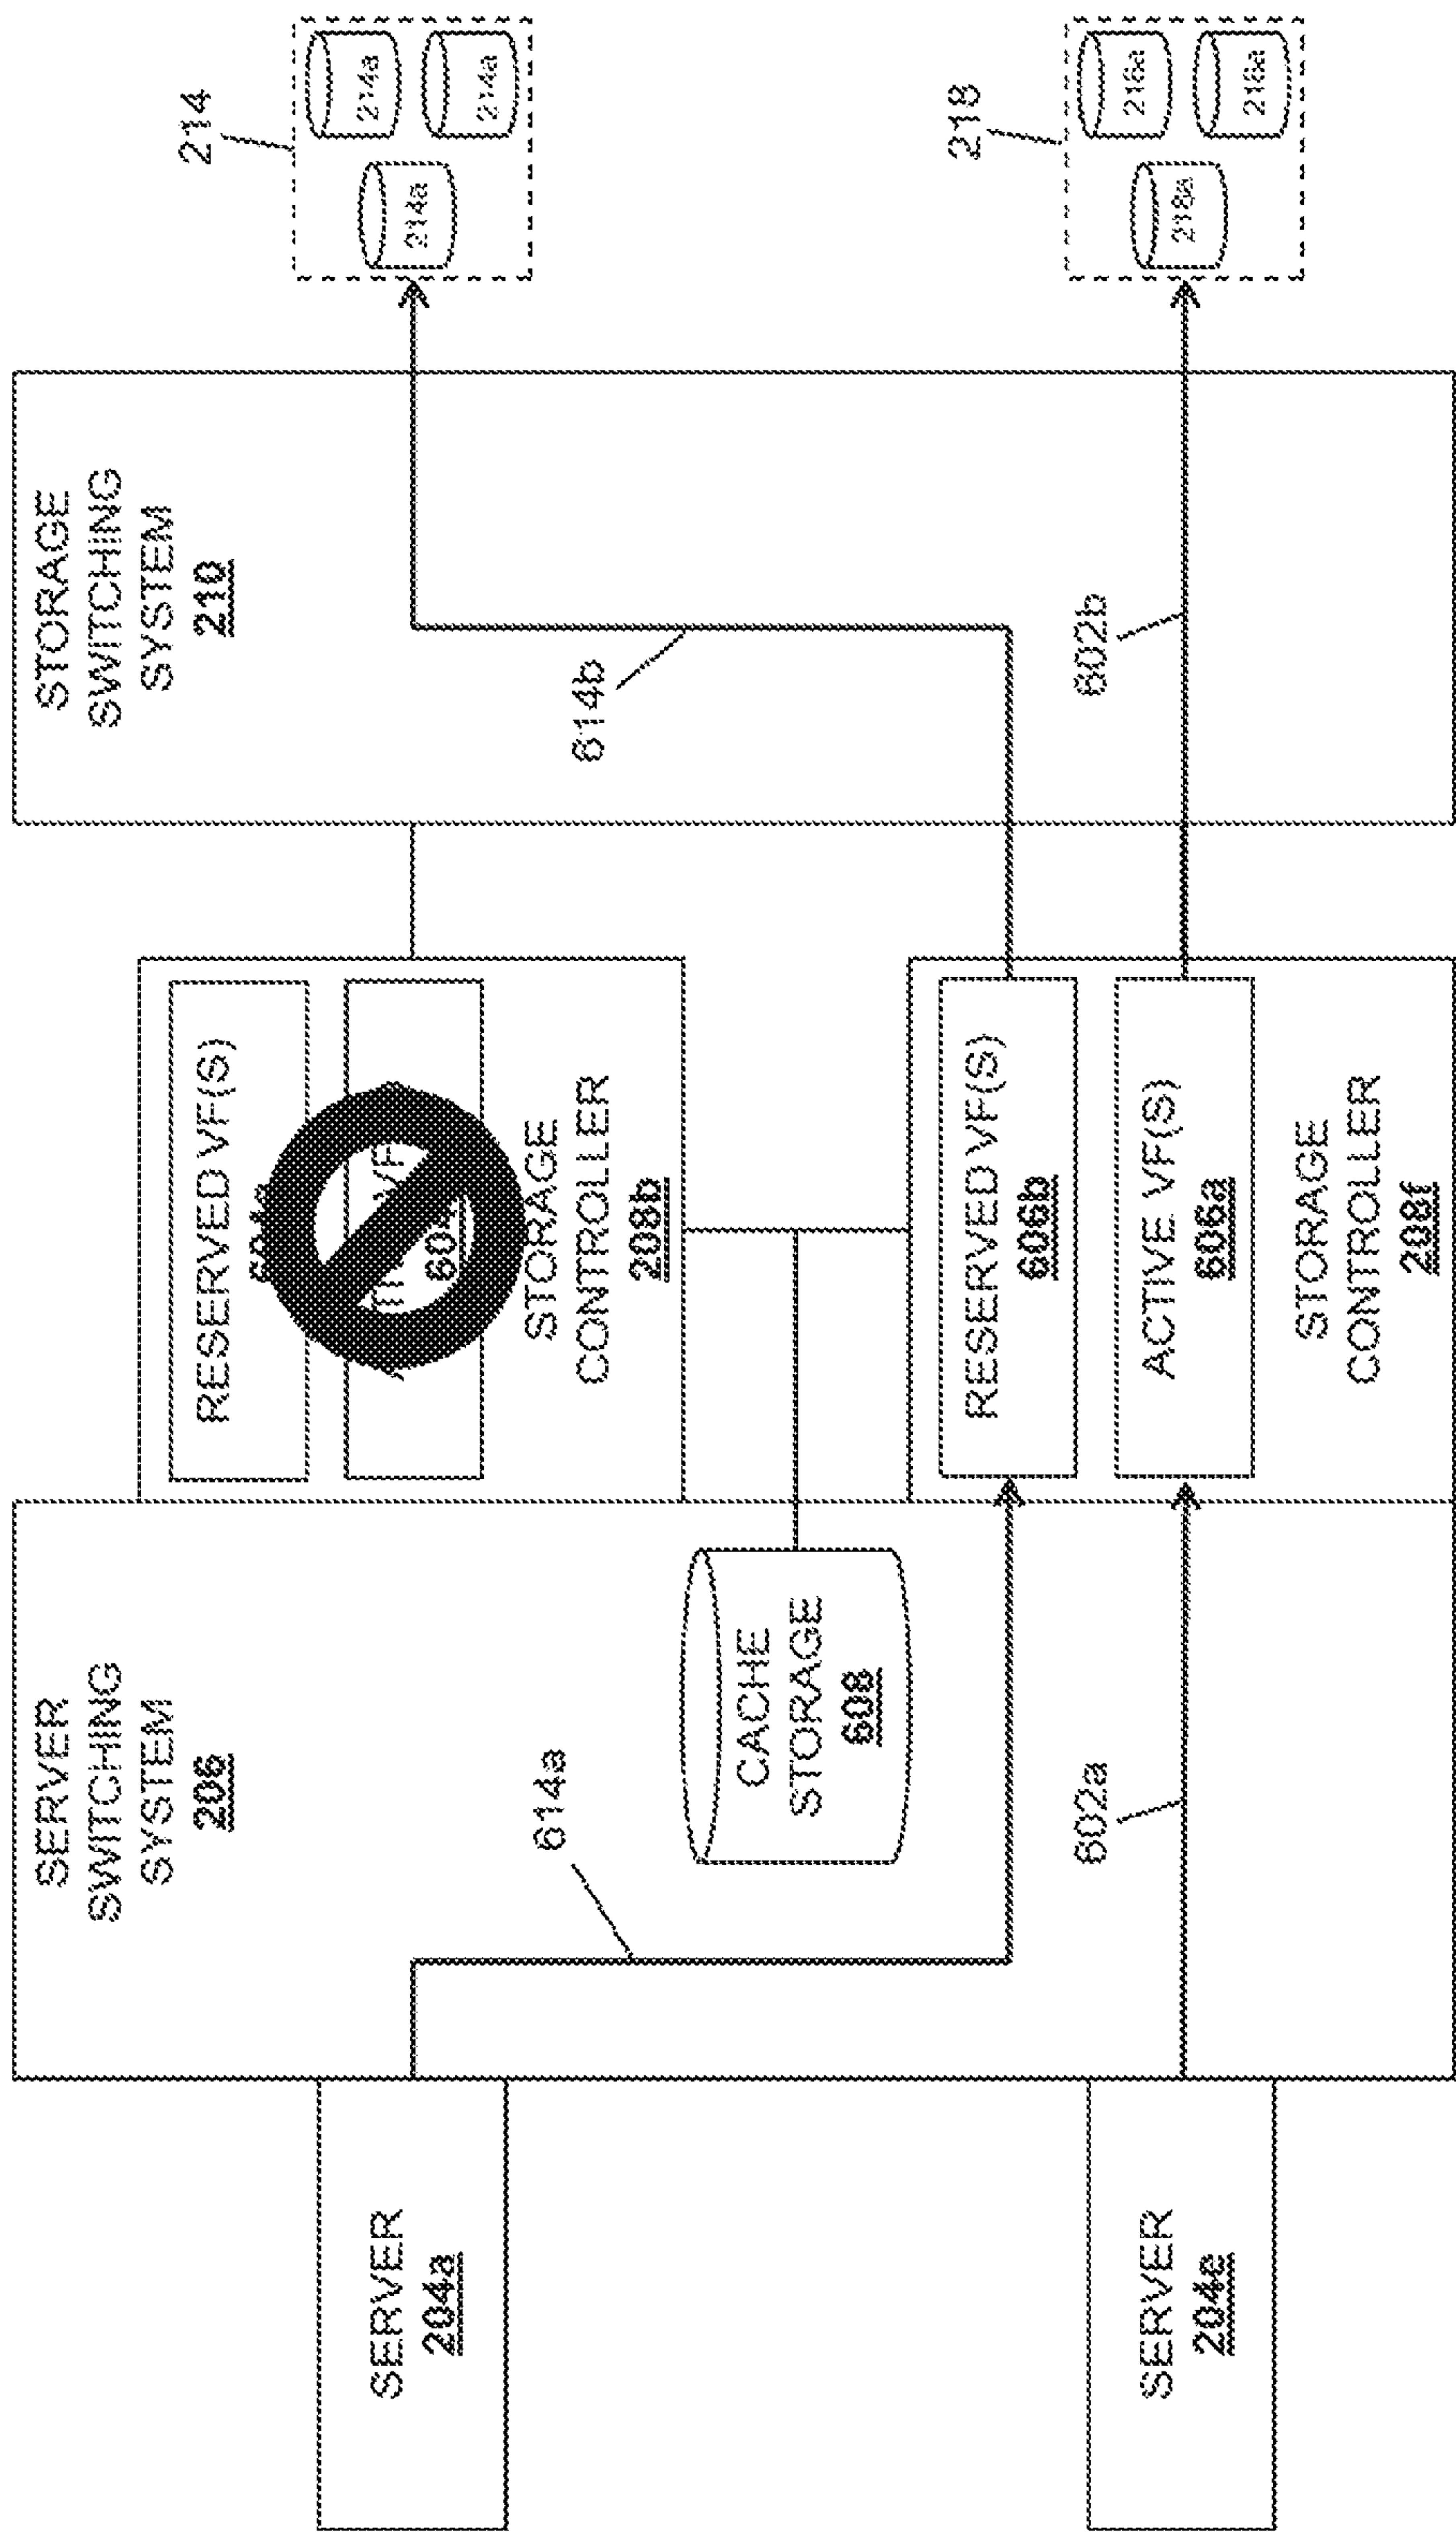 SERVER
204a
SERVER
204e
SERVER
SWITCHING
SYSTEM
206
614a
CACHE
STORAGE
608
602a
RESERVED VF(S)
STORAGE
CONTROLLER
208b
RESERVED VF(S)
606b
ACTIVE VF(S)
606a
STORAGE
CONTROLLER
208f
STORAGE
SWITCHING
SYSTEM
210
614b
602b
214
214a
214a
214a
218
218a
218a
218a